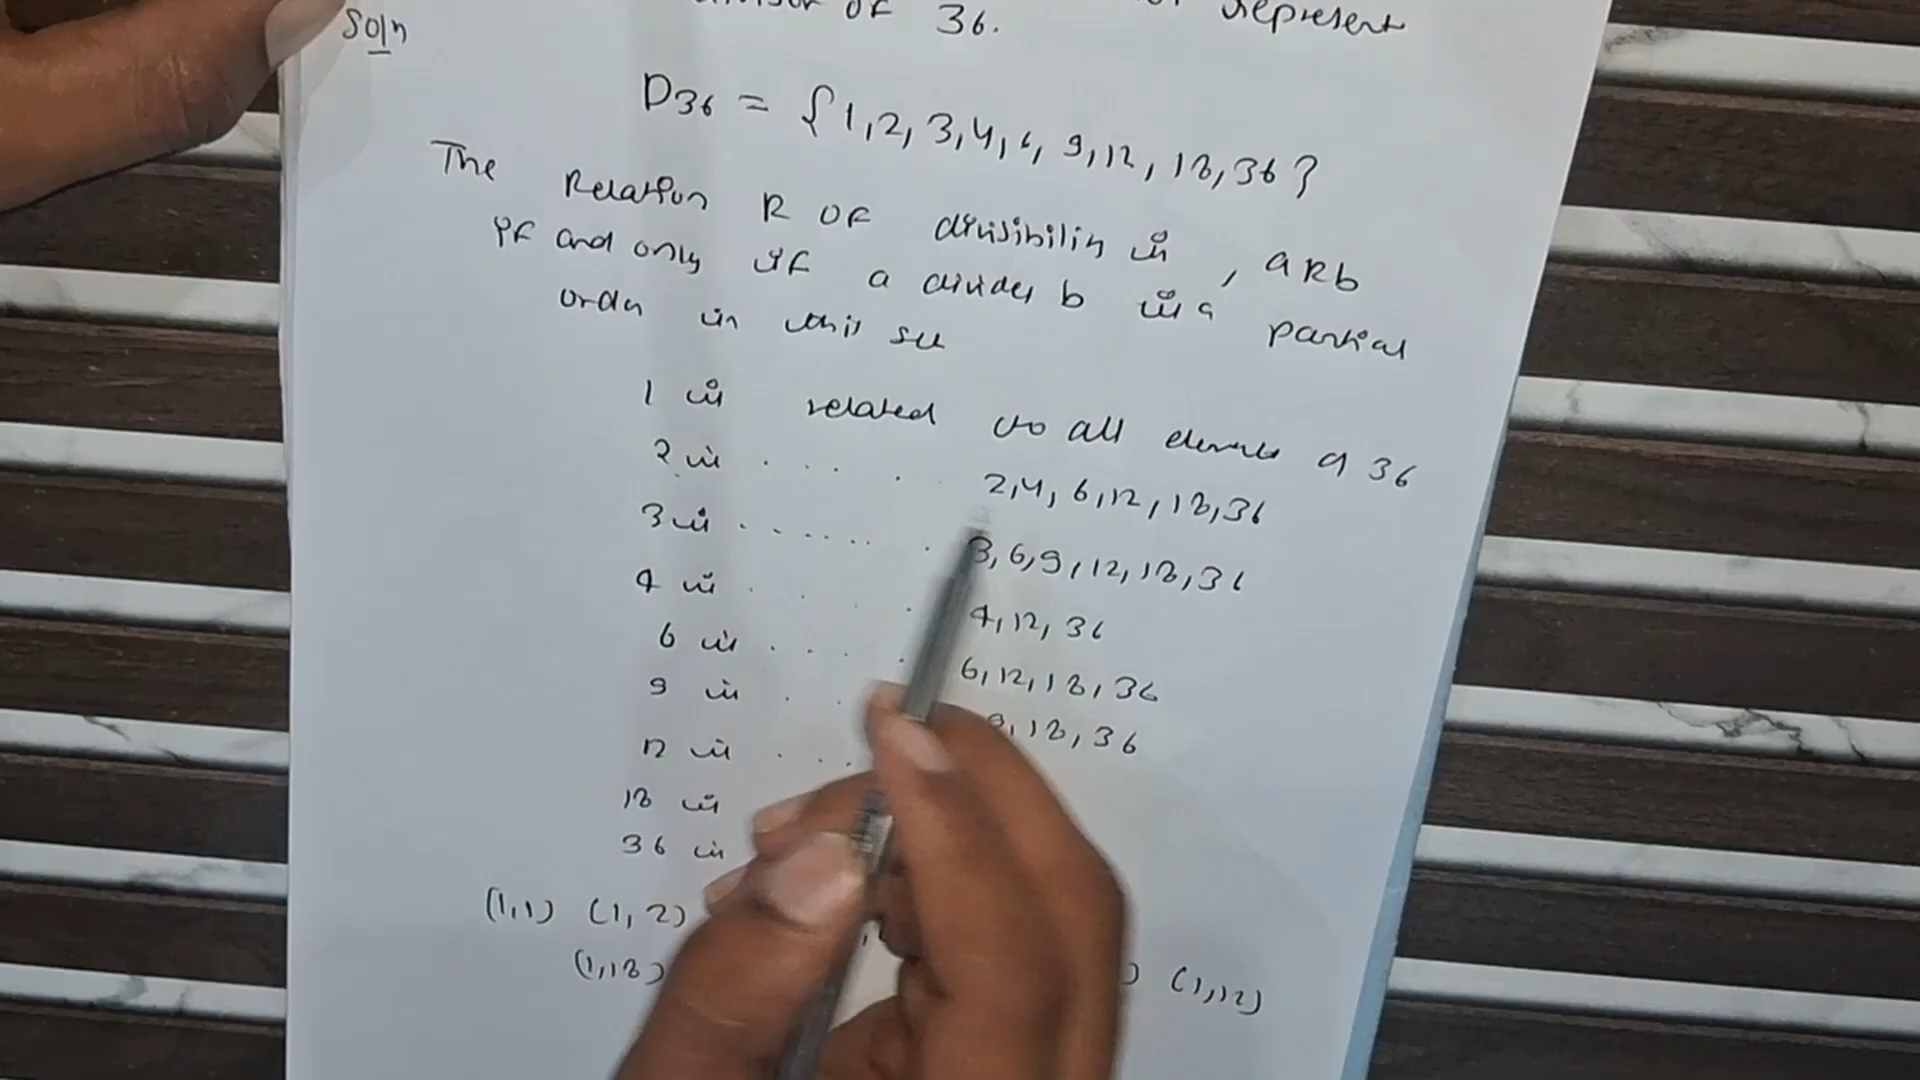 of 36.
represent
Soln
D36 = {1,2,3,4,6,9,12,18,36}
The Relation R of divisibility is, aRb
if and only if a divides b is a partial
order in this set
1 is related to all elements of 36
2 is . . . . 2,4,6,12,18,36
3 is . . . . . . . 3,6,9,12,18,36
4 is . . . . 4,12,36
6 is . . . . 6,12,18,36
9 is . . 9,18,36
12 is . . .
18 is
36 is
(1,1) (1,2)
(1,18) ) (1,12)